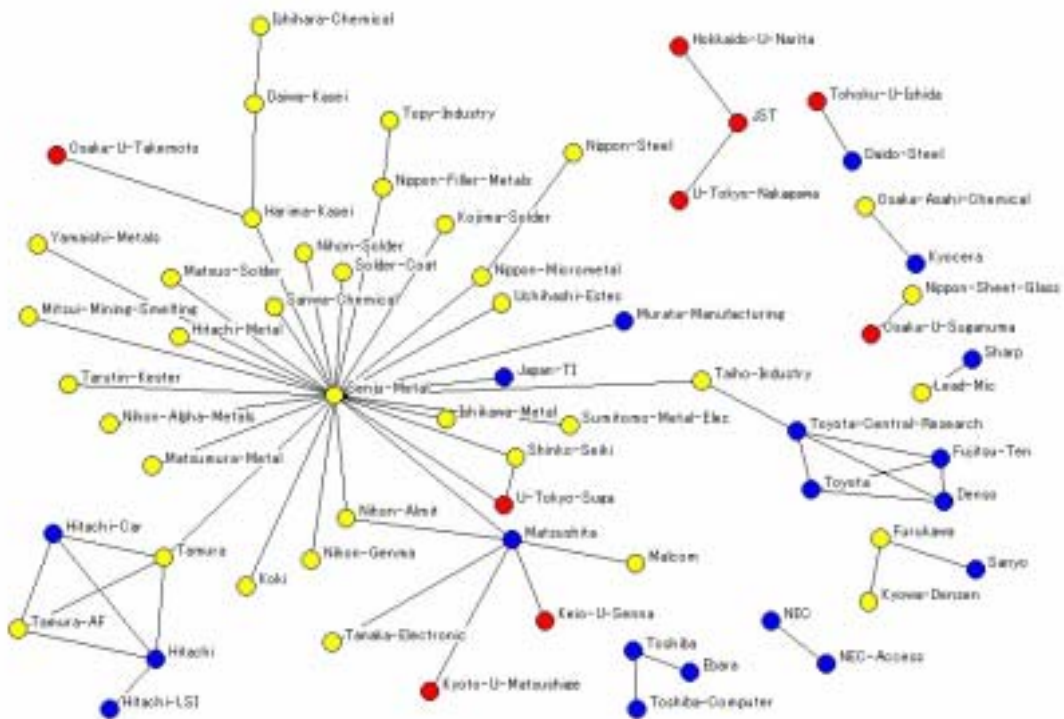 Ishihara-Chemical
Hokkaido-U-Narita
Daiwa-Kasei
Tohoku-U-Ishida
Topy-Industry
JST
Osaka-U-Takemoto
Nippon-Steel
Daido-Steel
Nippon-Filler-Metals
U-Tokyo-Nakagawa
Osaka-Asahi-Chemical
Harima-Kasei
Kojima-Solder
Yamaishi-Metals
Nihon-Solder
Kyocera
Solder-Coat
Matsuo-Solder
Nippon-Micrometal
Nippon-Sheet-Glass
Sanwa-Chemical
Uchihashi-Estec
Mitsui-Mining-Smelting
Murata-Manufacturing
Hitachi-Metal
Osaka-U-Suganuma
Sharp
Japan-TI
Taiho-Industry
Tarutin-Kester
Senju-Metal
Lead-Mic
Ishikawa-Metal
Nihon-Alpha-Metals
Sumitomo-Metal-Elec
Toyota-Central-Research
Matsumura-Metal
Shinko-Seiki
Fujitsu-Ten
Toyota
U-Tokyo-Suga
Denso
Nihon-Almit
Hitachi-Car
Matsushita
Furukawa
Tamura
Nihon-Genma
Malcom
Sanyo
Koki
Kyowa-Denzen
Tamura-AF
Keio-U-Senna
NEC
Tanaka-Electronic
Toshiba
Hitachi
NEC-Access
Ebara
Kyoto-U-Matsushige
Hitachi-LSI
Toshiba-Computer